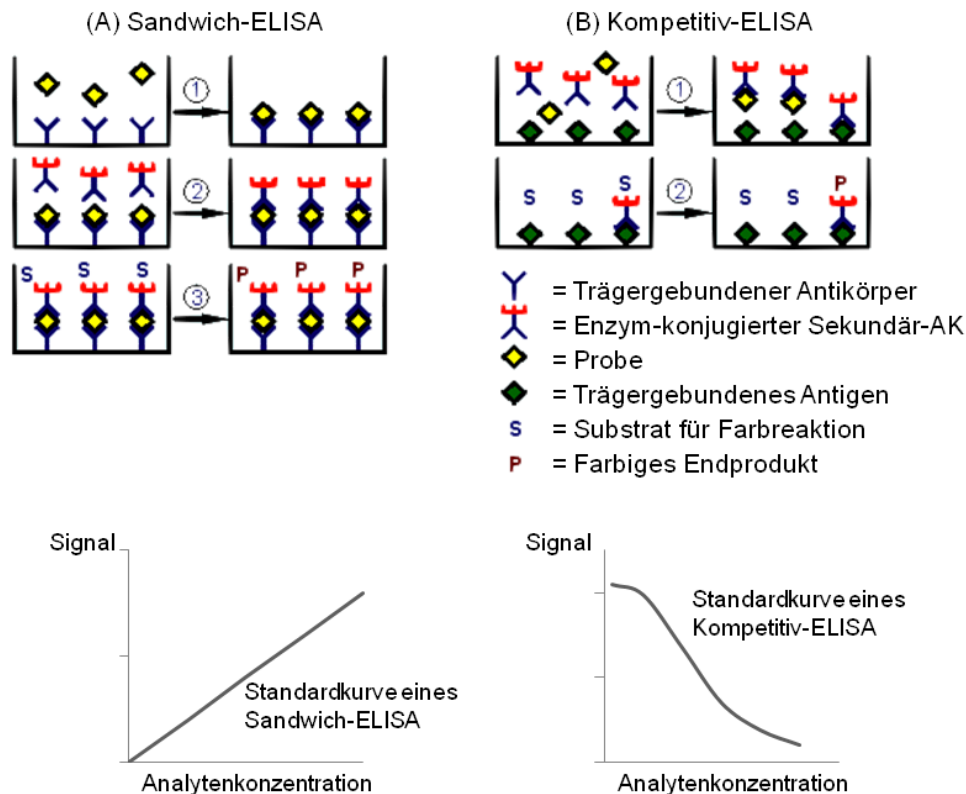 (A) Sandwich-ELISA
(B) Kompetitiv-ELISA
1
1
2
S S S
P
2
S S
S
S S
P
3
S S S
P P P
= Trägergebundener Antikörper
= Enzym-konjugierter Sekundär-AK
= Probe
= Trägergebundenes Antigen
S = Substrat für Farbreaktion
P = Farbiges Endprodukt
Signal
Standardkurve eines
Sandwich-ELISA
Analytenkonzentration
Signal
Standardkurve eines
Kompetitiv-ELISA
Analytenkonzentration